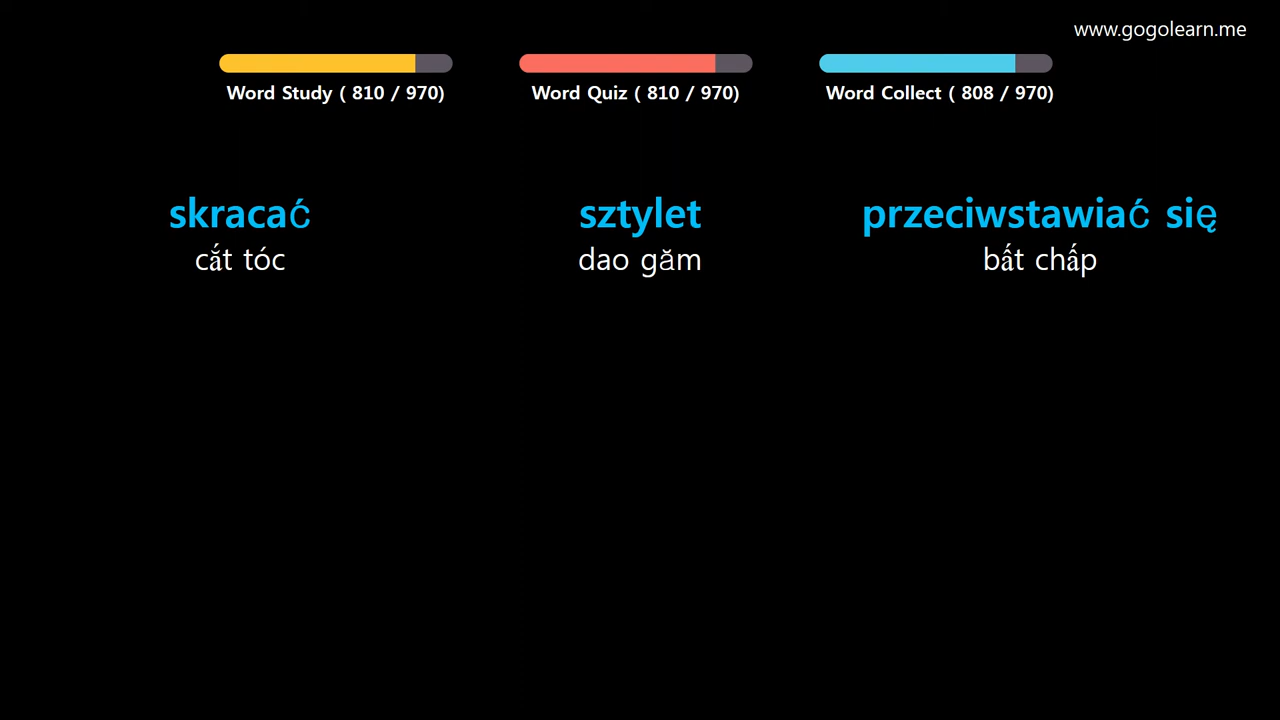 www.gogolearn.me
Word Study ( 810 / 970)
Word Quiz ( 810 / 970)
Word Collect ( 808 / 970)
skracać
cắt tóc
sztylet
dao găm
przeciwstawiać się
bất chấp